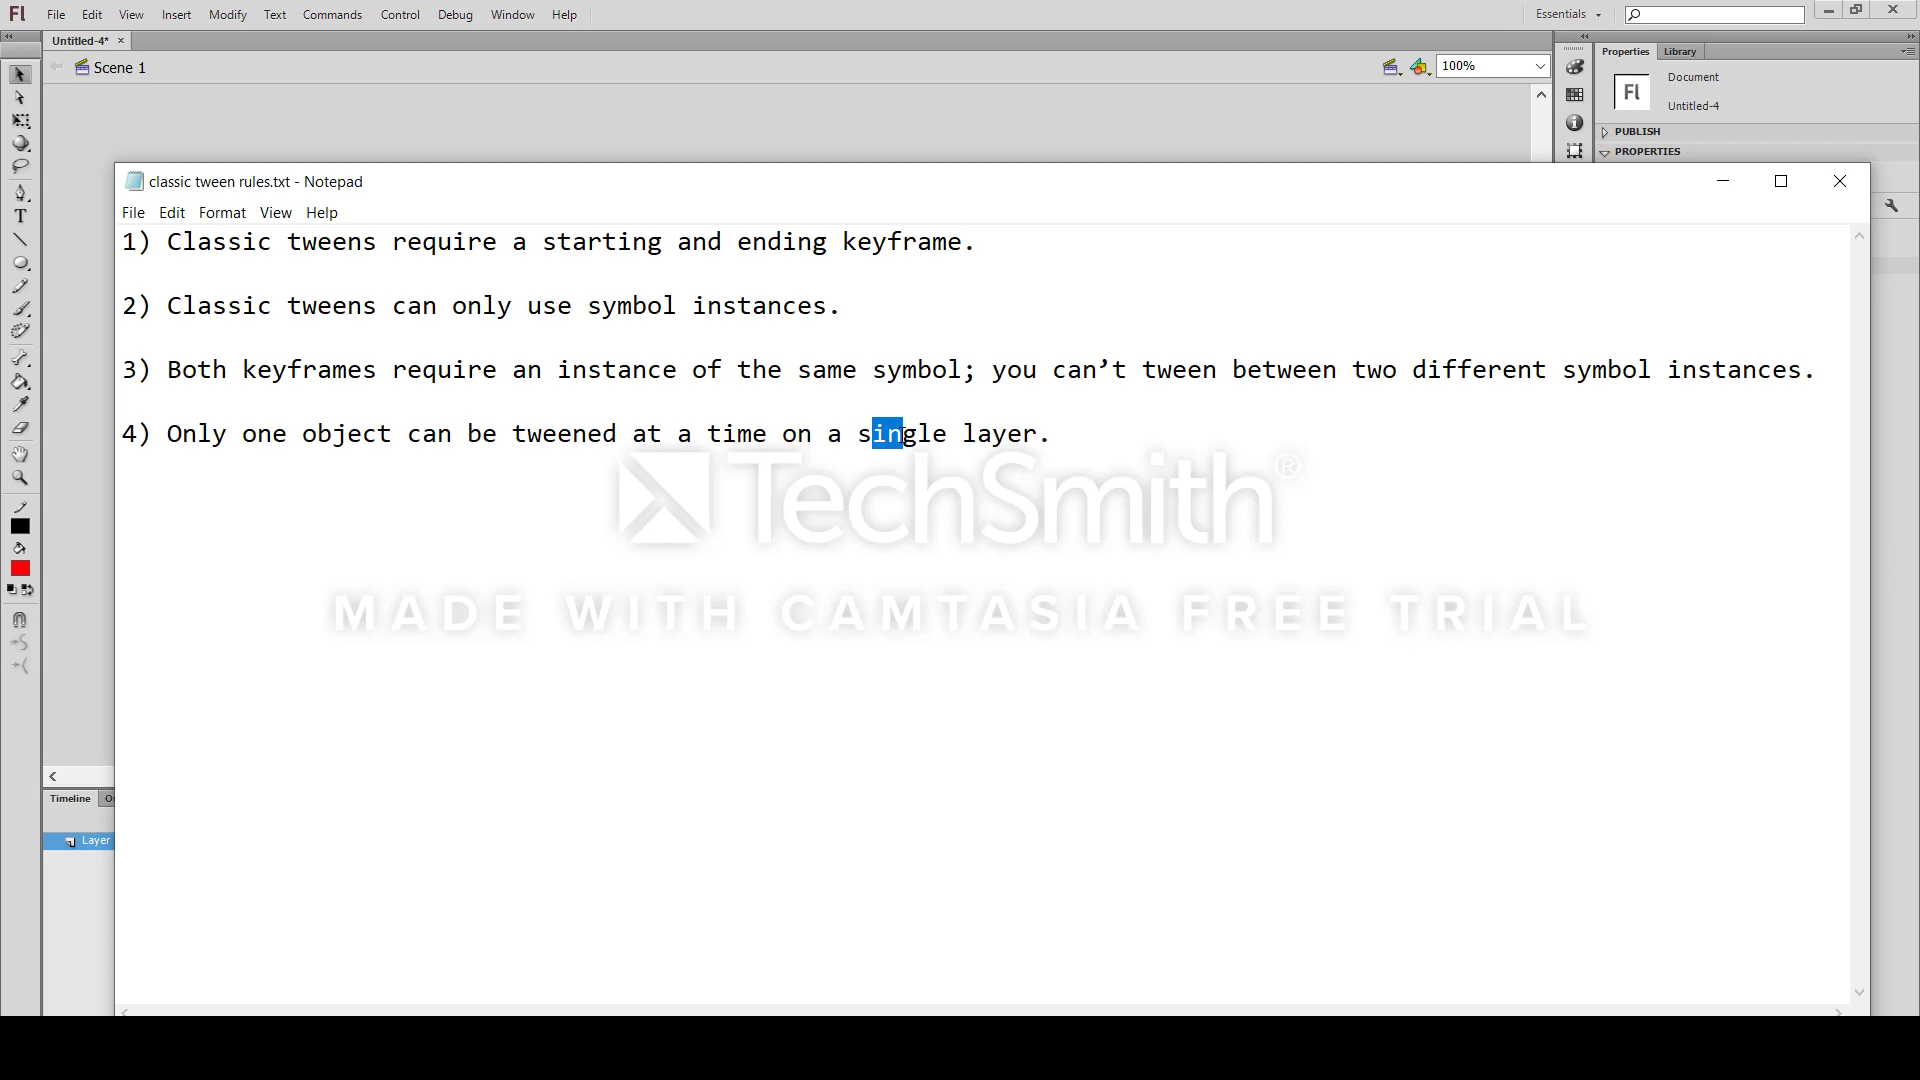 Fl File Edit View Insert Modify Text Commands Control Debug Window Help Essentials
Untitled-4* ×
Scene 1
100%
Properties Library
Fl
Document
Untitled-4
PUBLISH
PROPERTIES
classic tween rules.txt - Notepad
File Edit Format View Help
1) Classic tweens require a starting and ending keyframe.
2) Classic tweens can only use symbol instances.
3) Both keyframes require an instance of the same symbol; you can’t tween between two different symbol instances.
4) Only one object can be tweened at a time on a single layer.
TechSmith®
MADE WITH CAMTASIA FREE TRIAL
Timeline
Layer